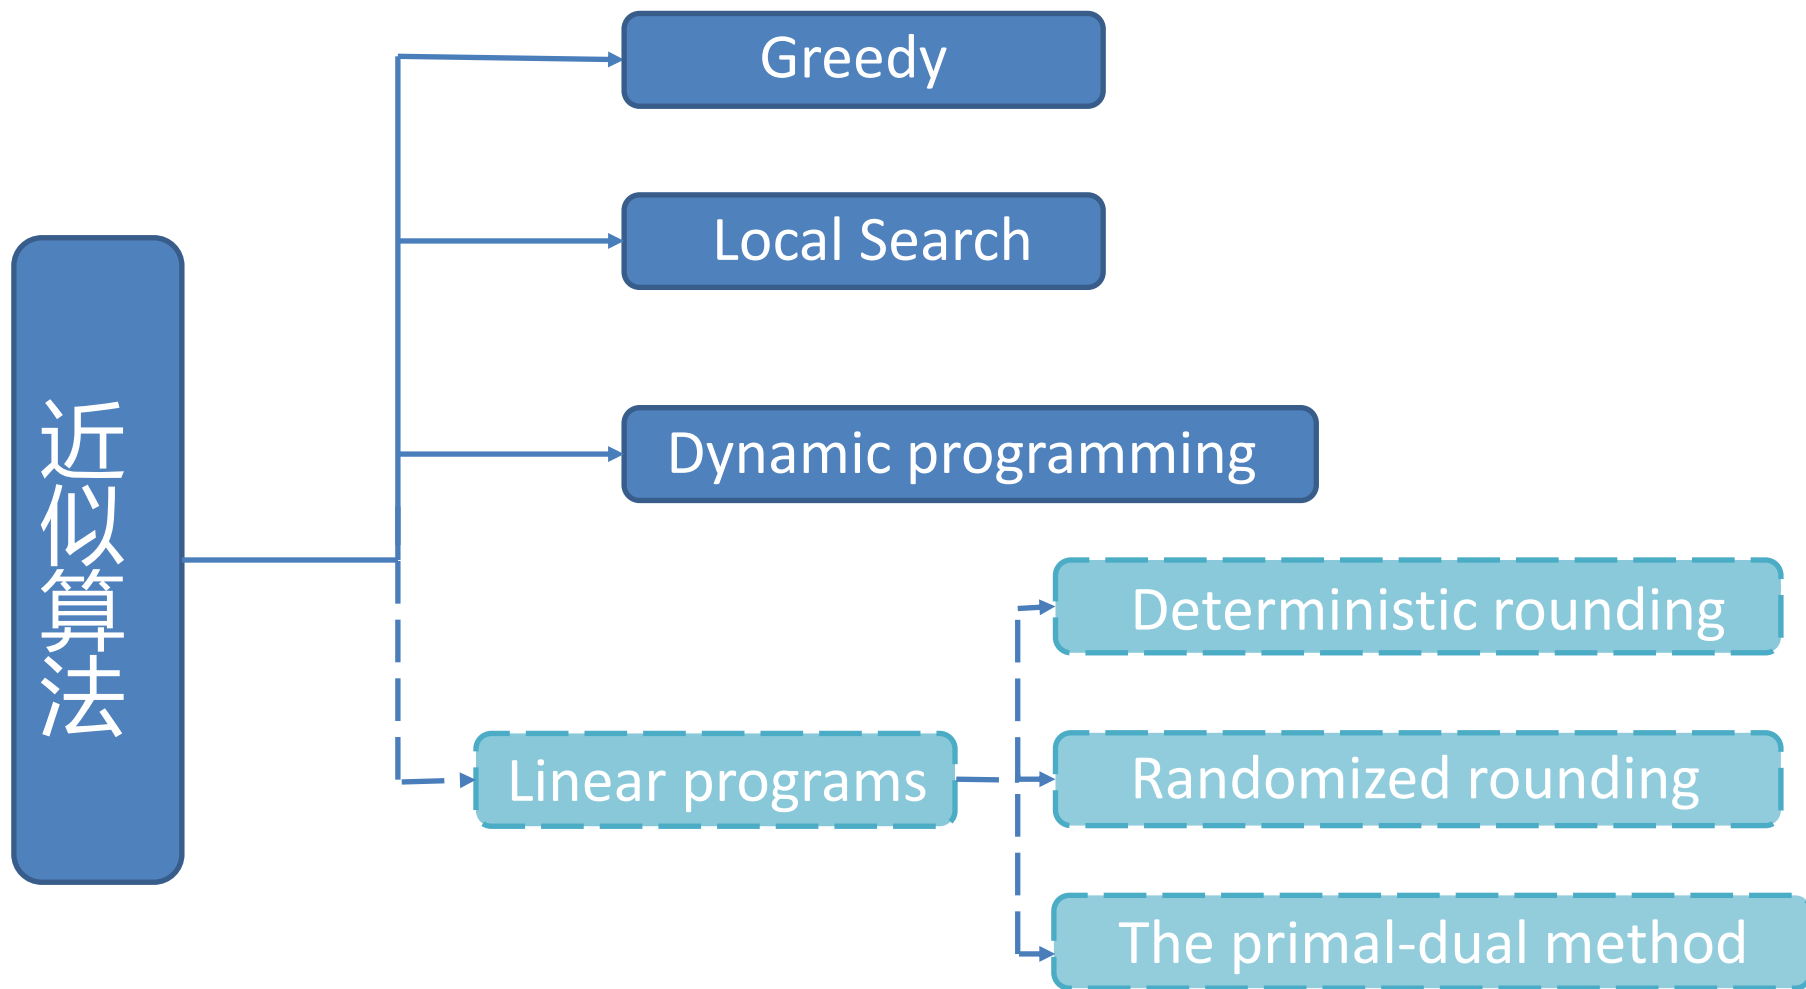 近似算法
Greedy
Local Search
Dynamic programming
Linear programs
Deterministic rounding
Randomized rounding
The primal-dual method